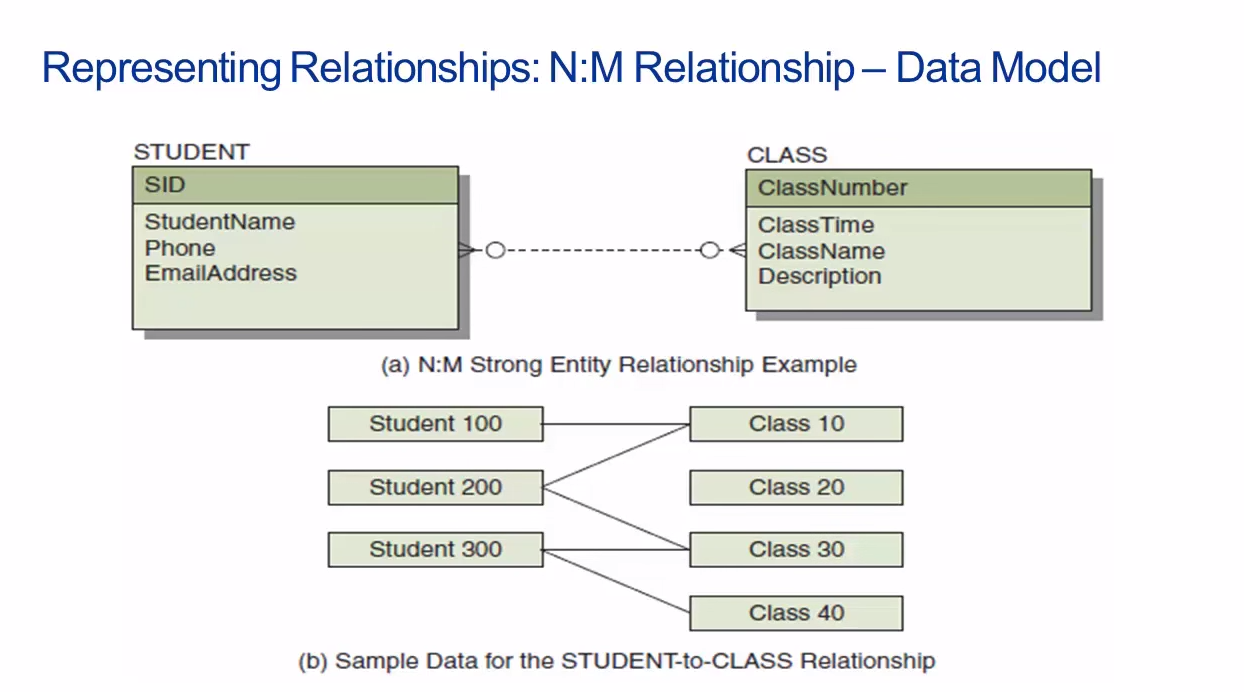 Representing Relationships: N:M Relationship – Data Model
STUDENT
SID
StudentName
Phone
EmailAddress
CLASS
ClassNumber
ClassTime
ClassName
Description
(a) N:M Strong Entity Relationship Example
Student 100
Class 10
Student 200
Class 20
Student 300
Class 30
Class 40
(b) Sample Data for the STUDENT-to-CLASS Relationship